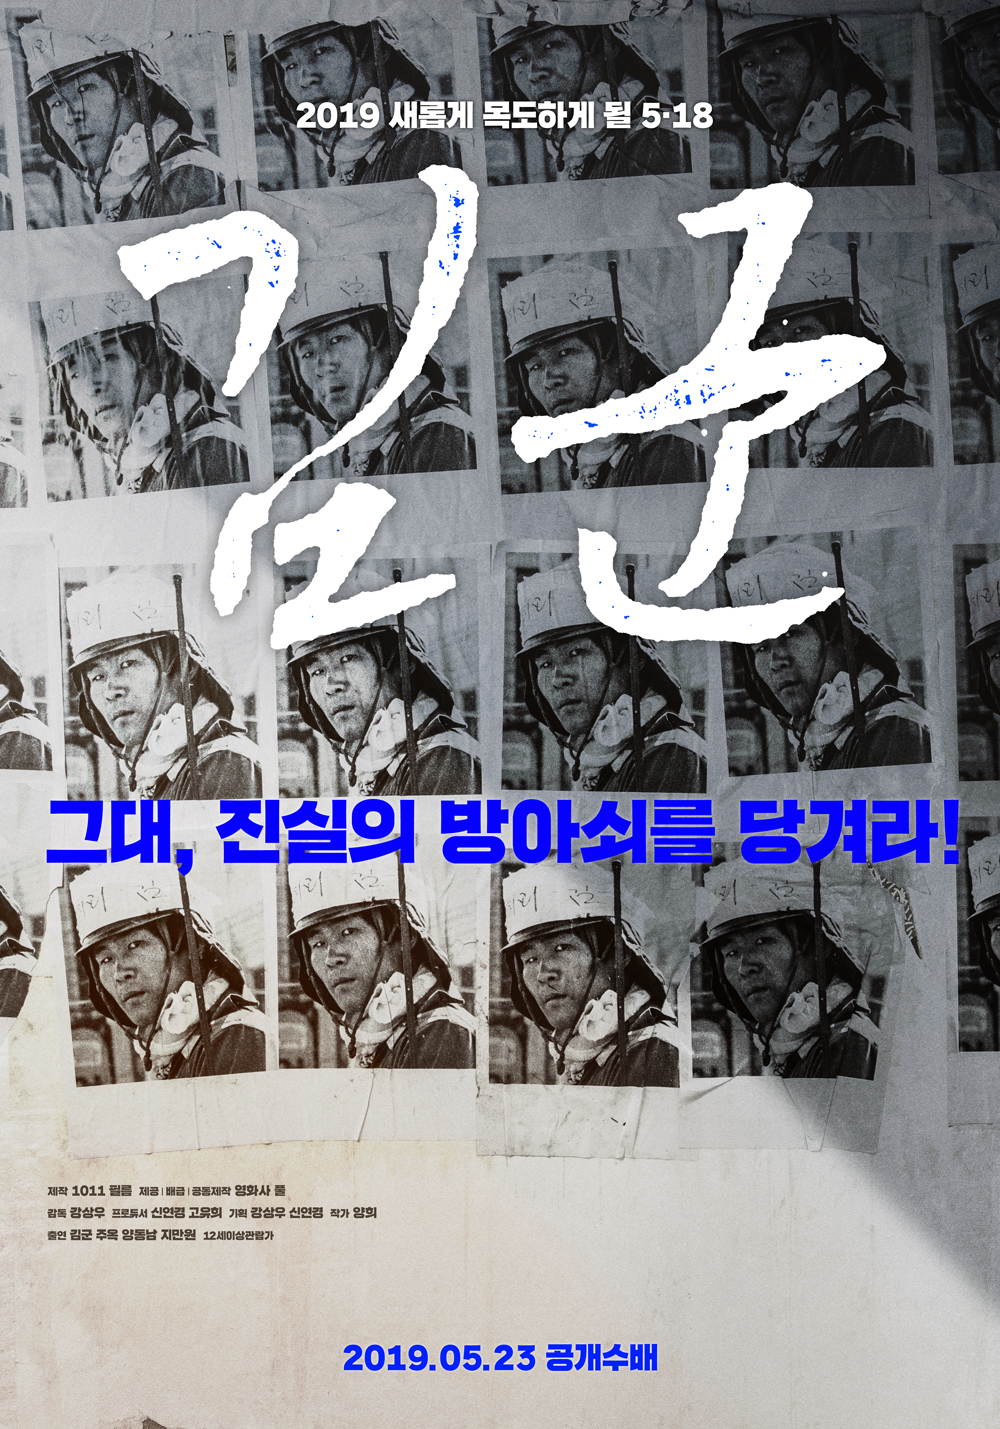 2019 새롭게 목도하게 될 5·18
김군
그대, 진실의 방아쇠를 당겨라!
제작 1011 필름 제공 | 배급 | 공동제작 영화사 풀
감독 강상우 프로듀서 신연경 고유희 기획 강상우 신연경 작가 양희
출연 김군 주옥 양동남 지만원 12세이상관람가
2019.05.23 공개수배